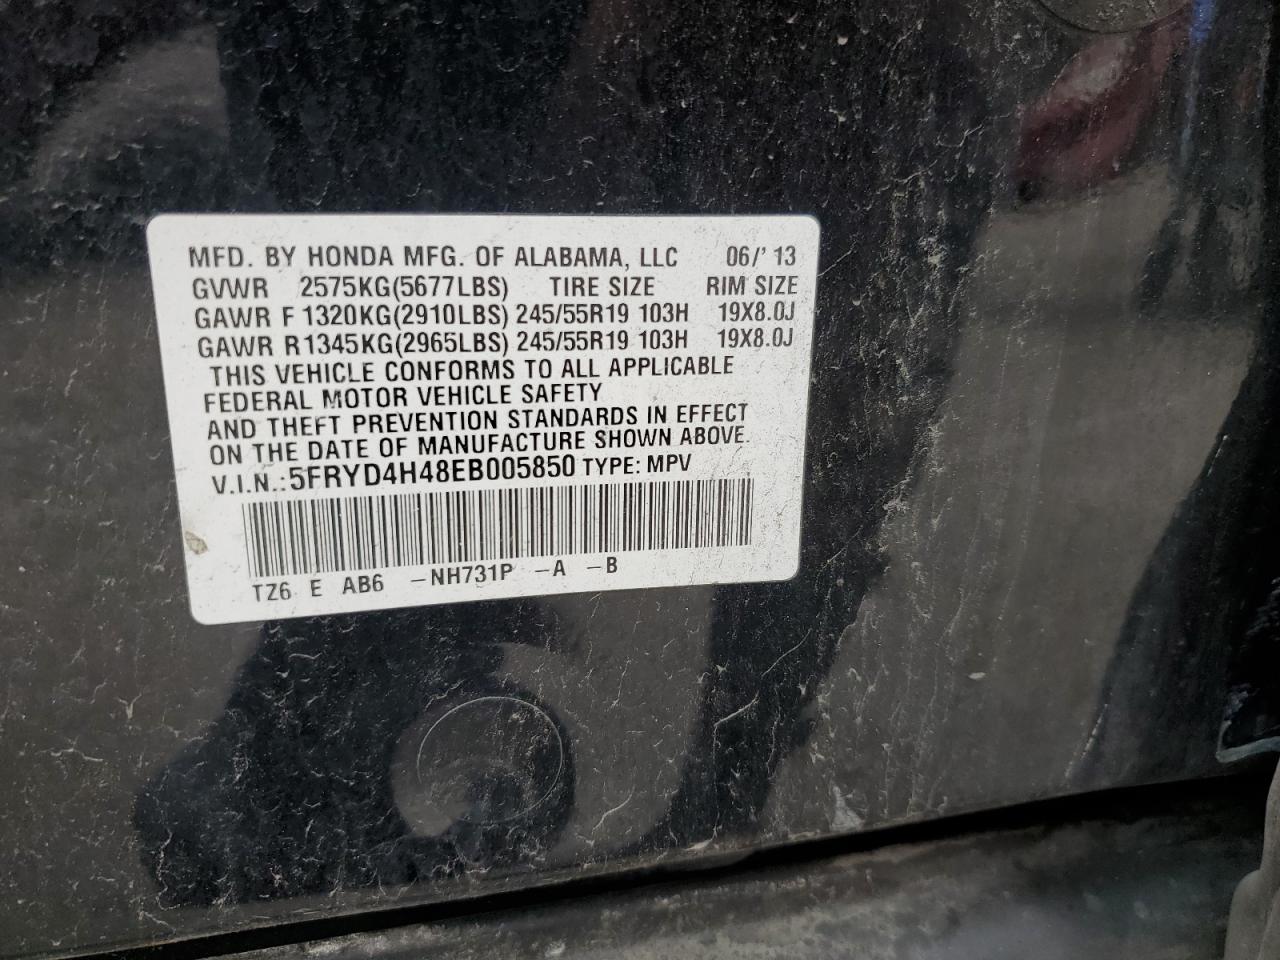 MFD. BY HONDA MFG. OF ALABAMA, LLC 06/' 13
GVWR 2575KG(5677LBS) TIRE SIZE RIM SIZE
GAWR F 1320KG(2910LBS) 245/55R19 103H 19X8.0J
GAWR R 1345KG(2965LBS) 245/55R19 103H 19X8.0J
THIS VEHICLE CONFORMS TO ALL APPLICABLE
FEDERAL MOTOR VEHICLE SAFETY
AND THEFT PREVENTION STANDARDS IN EFFECT
ON THE DATE OF MANUFACTURE SHOWN ABOVE.
V.I.N.: 5FRYD4H48EB005850 TYPE: MPV
TZ6 E AB6 -NH731P -A -B